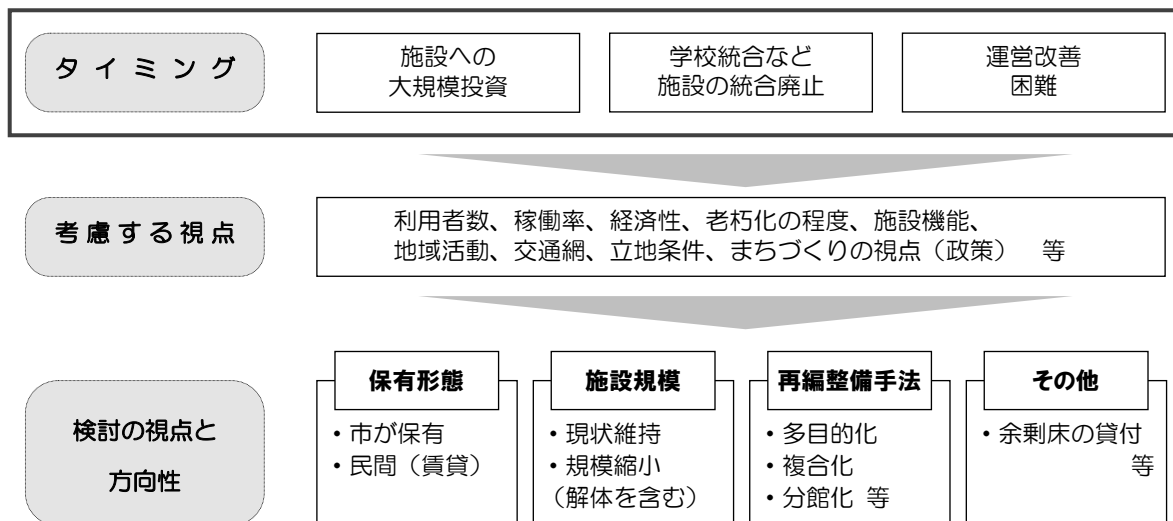 タイミング
施設への
大規模投資
学校統合など
施設の統合廃止
運営改善
困難
考慮する視点
利用者数、稼働率、経済性、老朽化の程度、施設機能、
地域活動、交通網、立地条件、まちづくりの視点（政策）　等
検討の視点と
方向性
保有形態
・市が保有
・民間（賃貸）
施設規模
・現状維持
・規模縮小
（解体を含む）
再編整備手法
・多目的化
・複合化
・分館化 等
その他
・余剰床の貸付
等